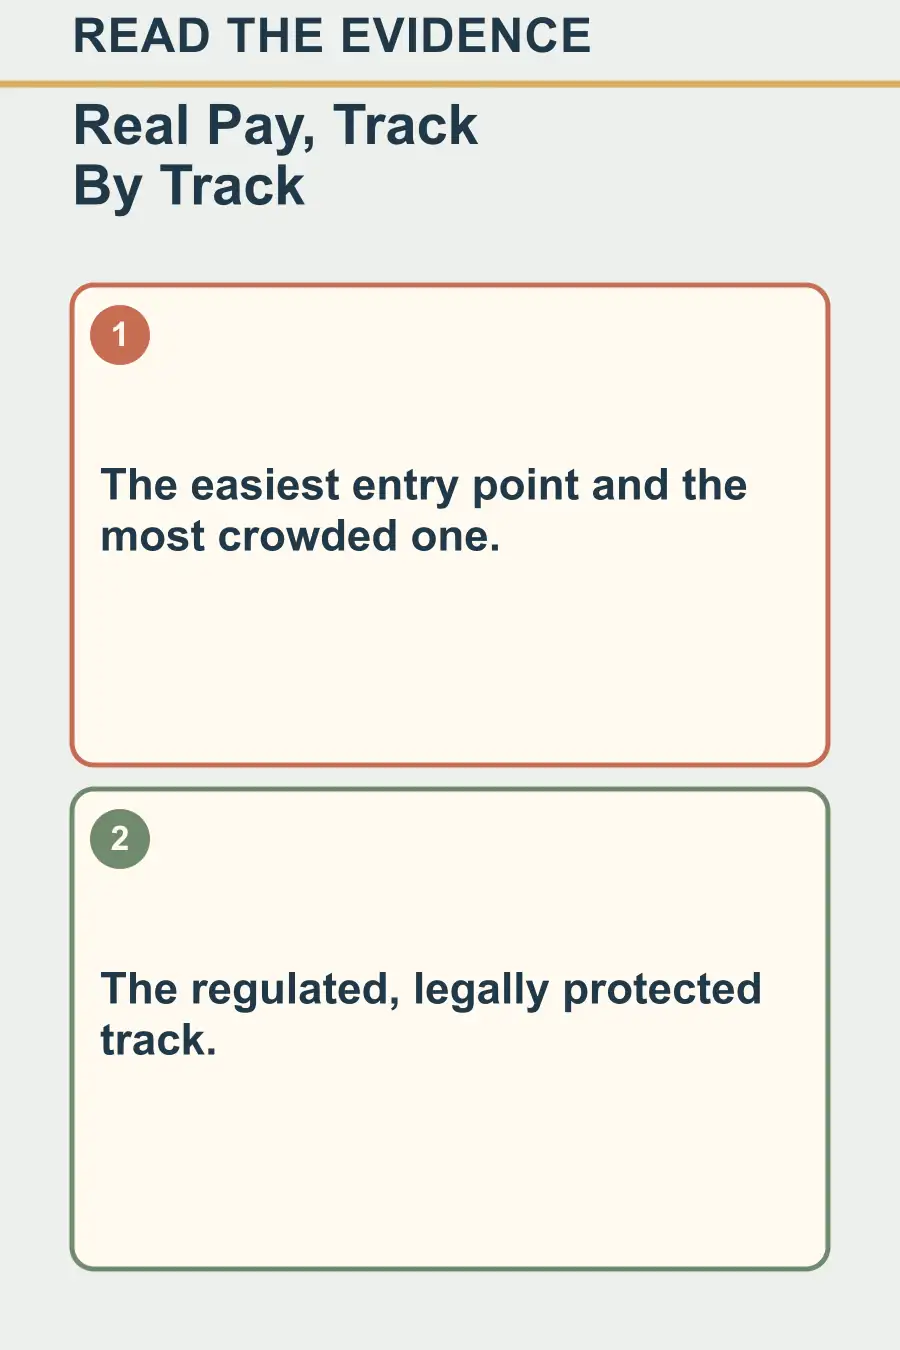 READ THE EVIDENCE
Real Pay, Track
By Track
1
The easiest entry point and the
most crowded one.
2
The regulated, legally protected
track.